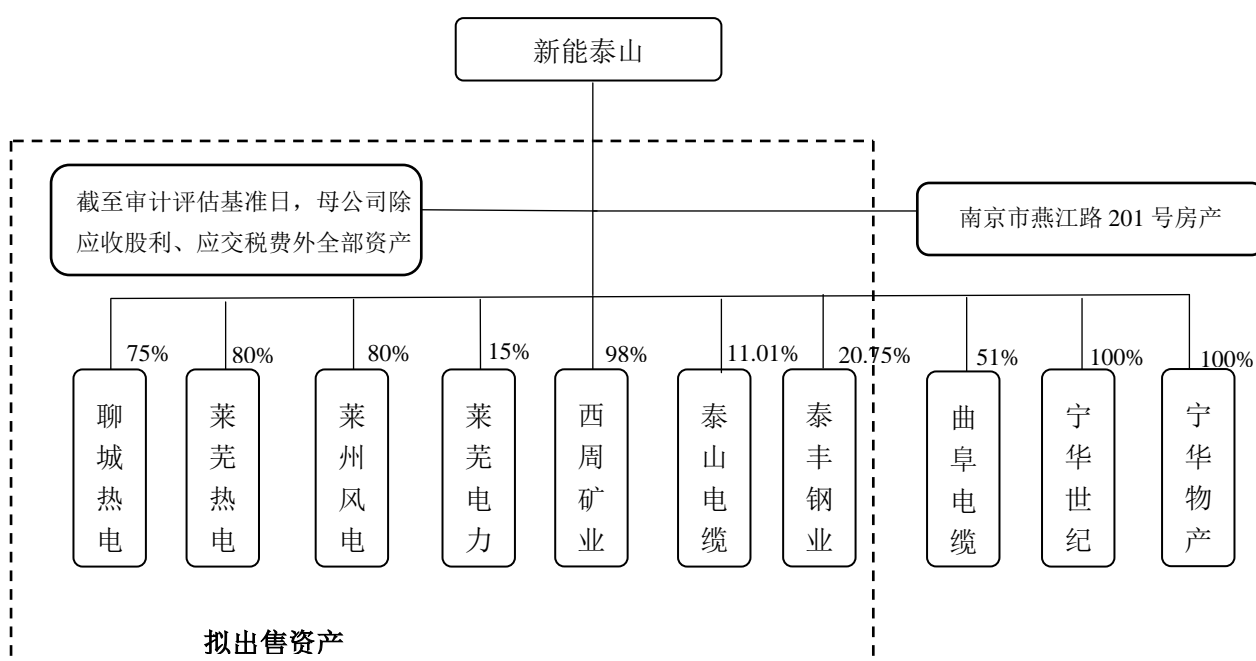 新能泰山
截至审计评估基准日，母公司除
应收股利、应交税费外全部资产
南京市燕江路 201 号房产
75%
80%
80%
15%
98%
11.01%
20.75%
51%
100%
100%
聊城热电
莱芜热电
莱州风电
莱芜电力
西周矿业
泰山电缆
泰丰钢业
曲阜电缆
宁华世纪
宁华物产
拟出售资产